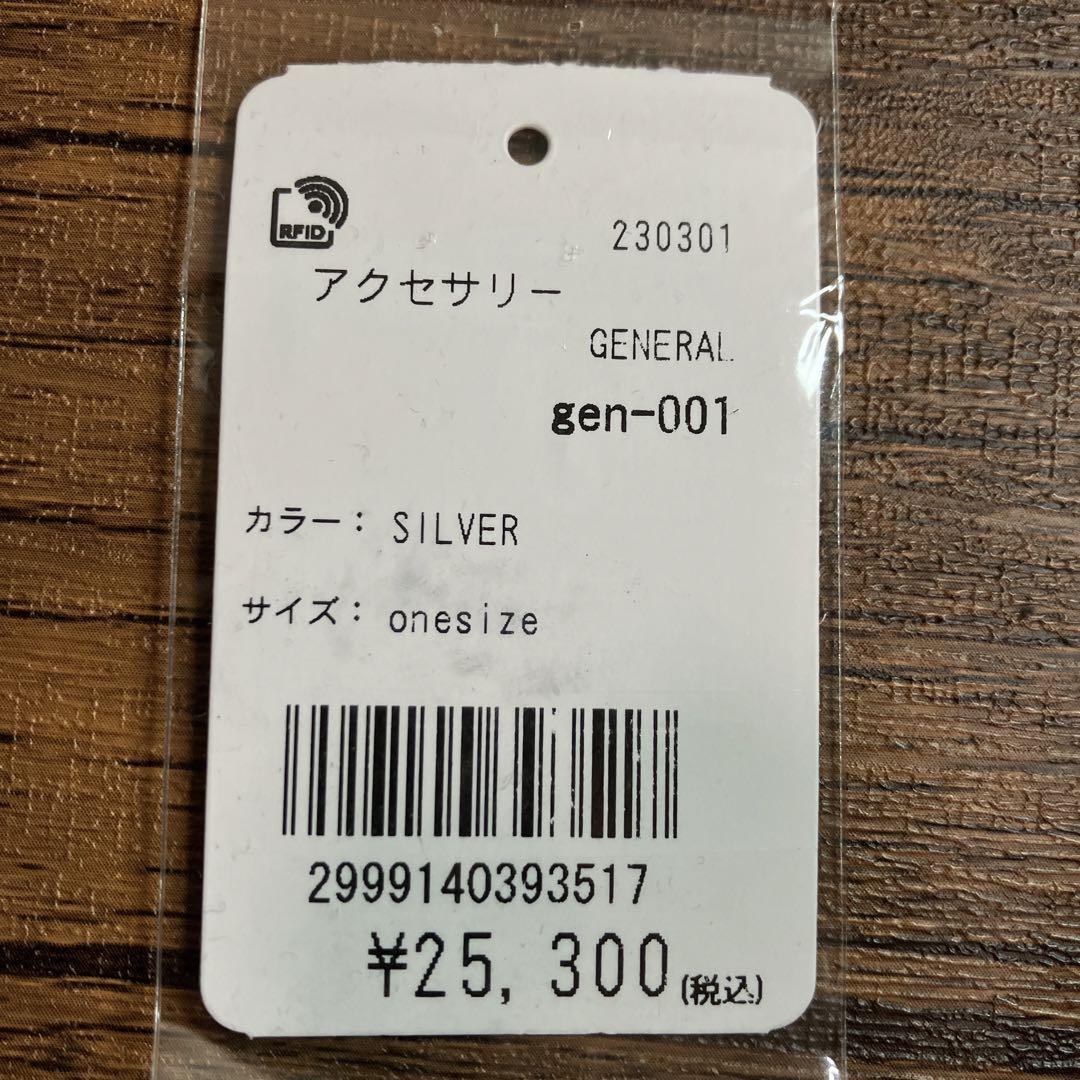 RFID
230301
アクセサリー
GENERAL
gen-001
カラー: SILVER
サイズ: onesize
2999140393517
¥25,300(税込)